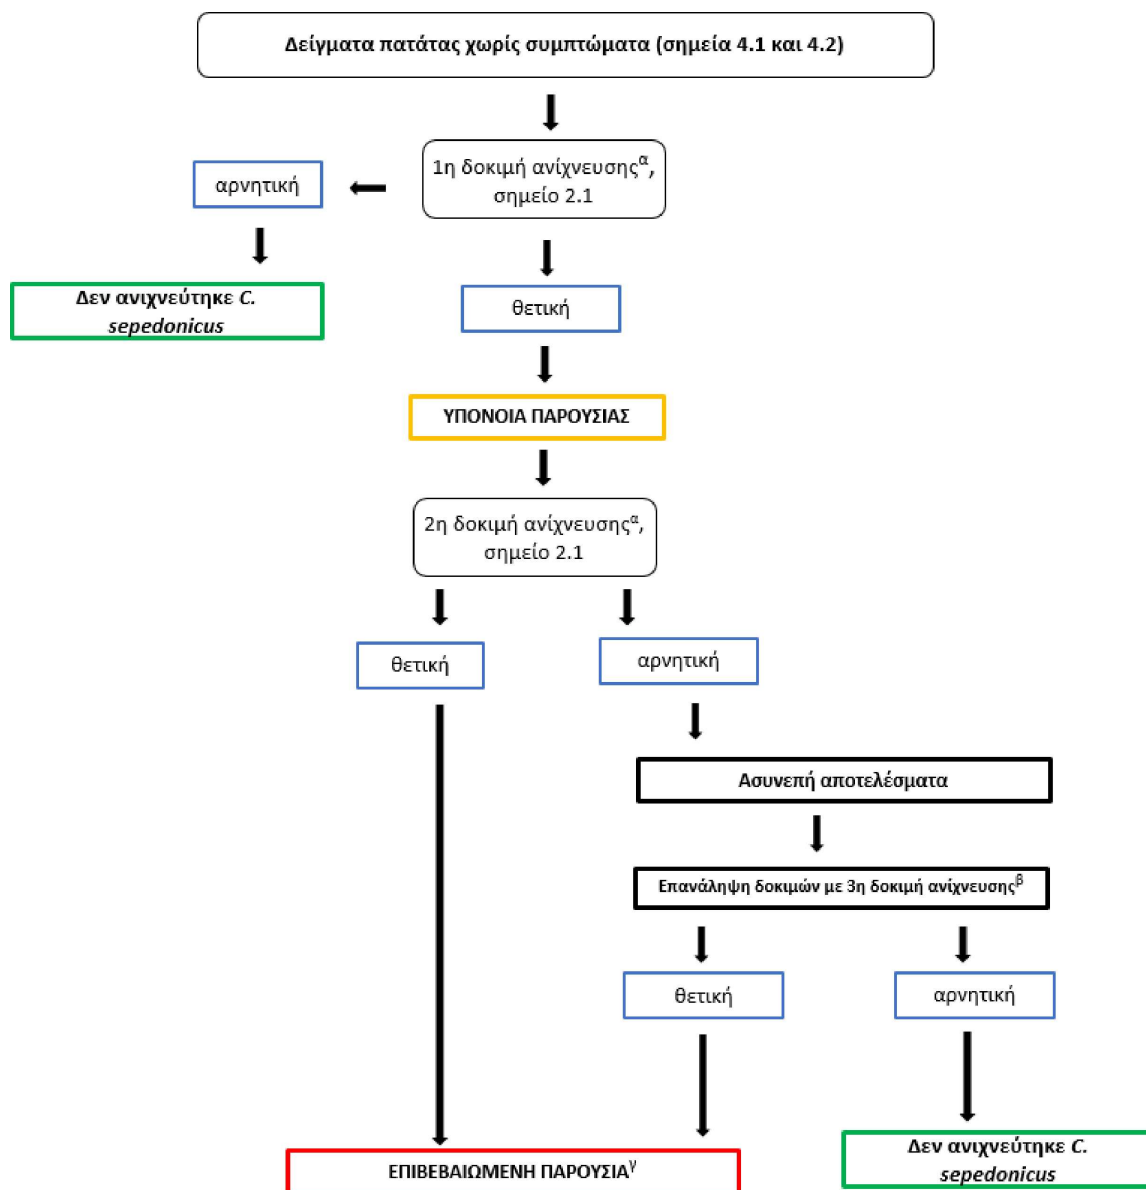 Δείγματα πατάτας χωρίς συμπτώματα (σημεία 4.1 και 4.2)
1η δοκιμή ανίχνευσηςα,
σημείο 2.1
αρνητική
Δεν ανιχνεύτηκε C.
sepedonicus
θετική
ΥΠΟΝΟΙΑ ΠΑΡΟΥΣΙΑΣ
2η δοκιμή ανίχνευσηςα,
σημείο 2.1
θετική
αρνητική
Ασυνεπή αποτελέσματα
Επανάληψη δοκιμών με 3η δοκιμή ανίχνευσηςβ
θετική
αρνητική
ΕΠΙΒΕΒΑΙΩΜΕΝΗ ΠΑΡΟΥΣΙΑγ
Δεν ανιχνεύτηκε C.
sepedonicus